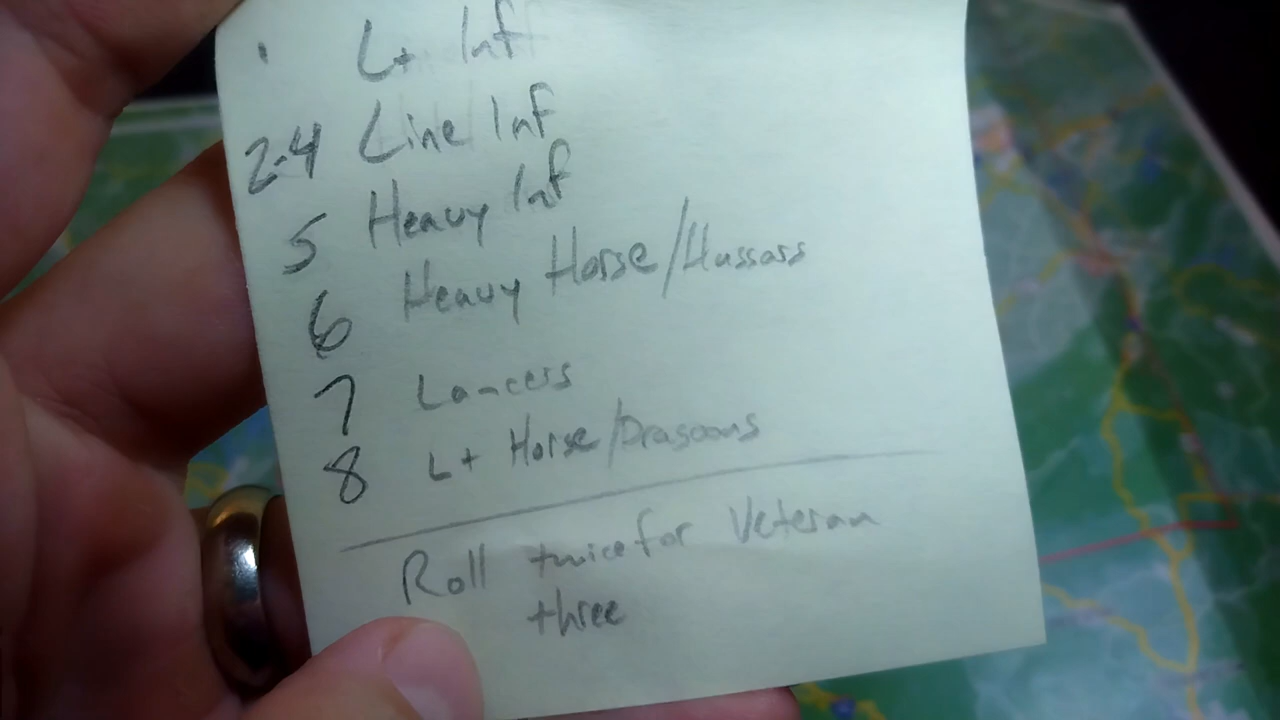 1 Lt Inf
2-4 Line Inf
5 Heavy Inf
6 Heavy Horse/Hussars
7 Lancers
8 Lt Horse/Dragoons
Roll twice for Veteran
three